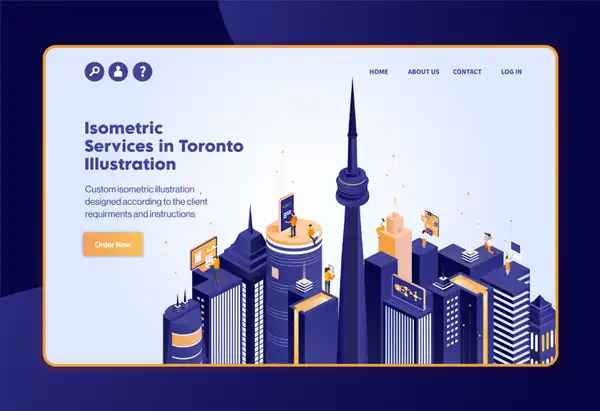 ?
HOME
ABOUT US
CONTACT
LOG IN
Isometric
Services in Toronto
Illustration
Custom isometric illustration
designed according to the client
requirments and instructions
Order Now